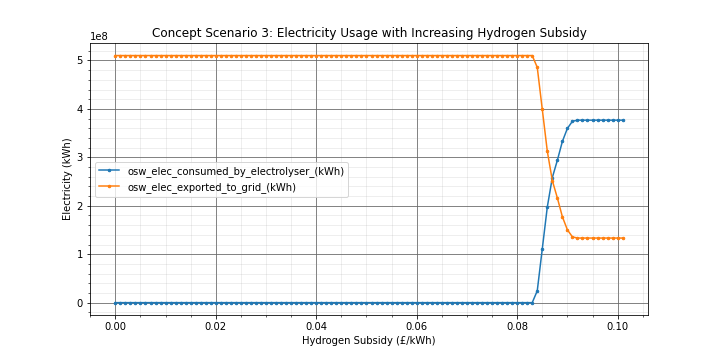 Concept Scenario 3: Electricity Usage with Increasing Hydrogen Subsidy
1e8
5
4
3
2
1
0
Electricity (kWh)
osw_elec_consumed_by_electrolyser_(kWh)
osw_elec_exported_to_grid_(kWh)
0.00 0.02 0.04 0.06 0.08 0.10
Hydrogen Subsidy (£/kWh)